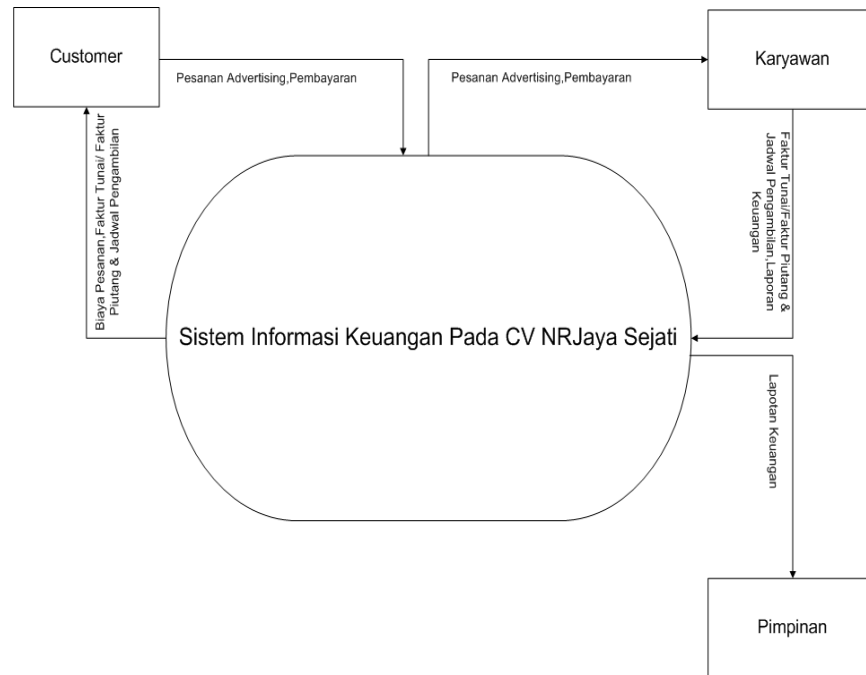 Customer
Karyawan
Pesanan Advertising,Pembayaran
Pesanan Advertising,Pembayaran
Biaya Pesanan,Faktur Tunai/ Faktur
Piutang & Jadwal Pengambilan
Faktur Tunai/Faktur Piutang &
Jadwal Pengambilan,Laporan
Keuangan
Sistem Informasi Keuangan Pada CV NRJaya Sejati
Lapotan Keuangan
Pimpinan